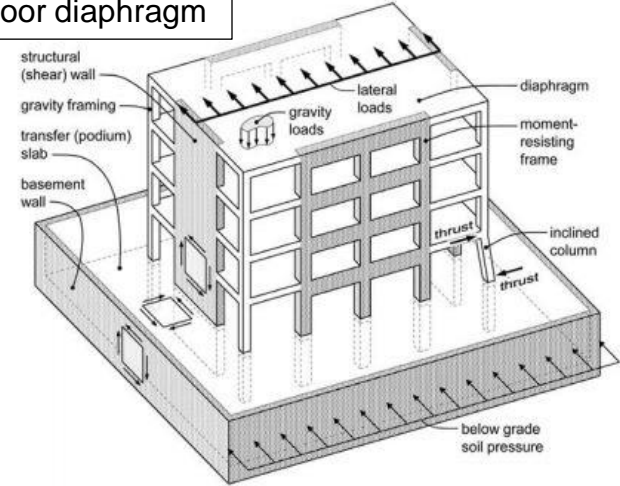 oor diaphragm
structural
(shear) wall
gravity framing
transfer (podium)
slab
basement
wall
gravity
loads
lateral
loads
diaphragm
moment-
resisting
frame
thrust
inclined
column
thrust
below grade
soil pressure